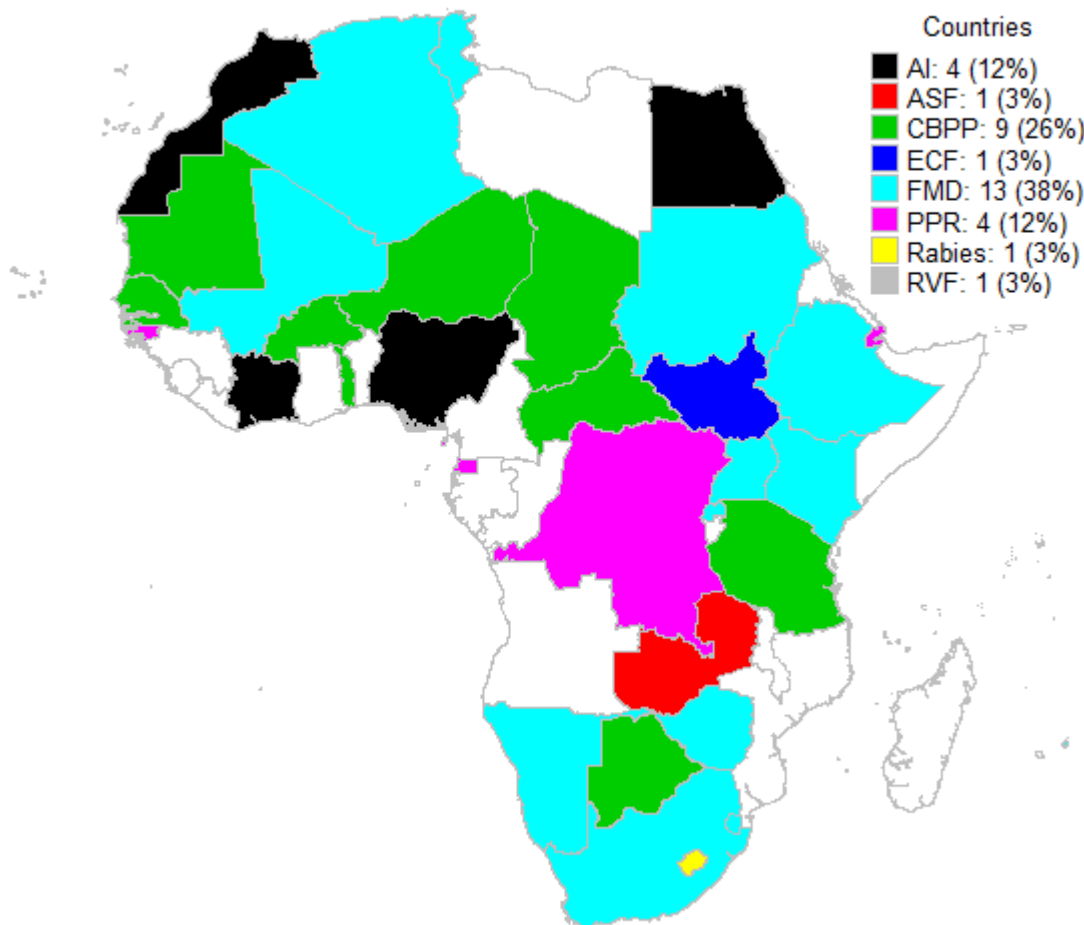 Countries
AI: 4 (12%)
ASF: 1 (3%)
CBPP: 9 (26%)
ECF: 1 (3%)
FMD: 13 (38%)
PPR: 4 (12%)
Rabies: 1 (3%)
RVF: 1 (3%)